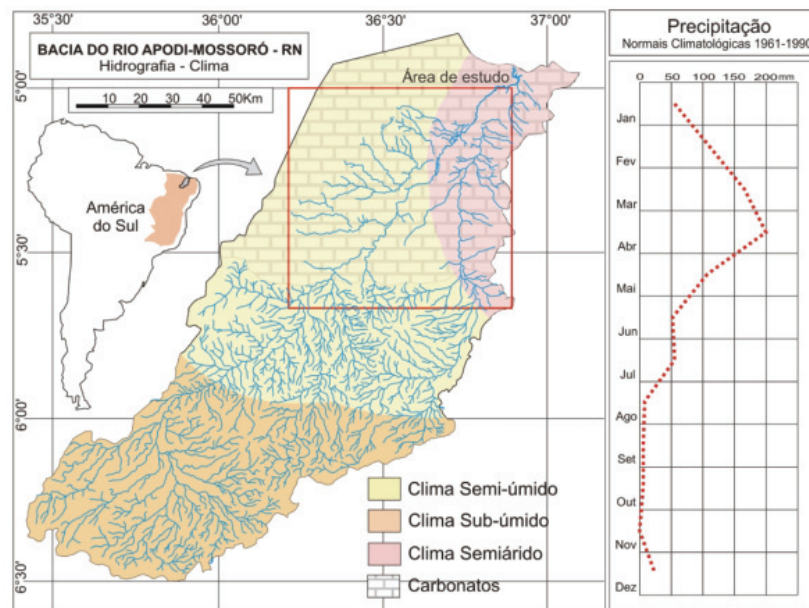 35°30'
36°00'
36°30'
37°00'
BACIA DO RIO APODI-MOSSORÓ - RN
Hidrografia - Clima
10 20 30 40 50Km
Área de estudo
5°00'
5°30'
6°00'
6°30'
América
do Sul
Clima Semi-úmido
Clima Sub-úmido
Clima Semiárido
Carbonatos
Precipitação
Normais Climatológicas 1961-1990
0 50 100 150 200mm
Jan
Fev
Mar
Abr
Mai
Jun
Jul
Ago
Set
Out
Nov
Dez